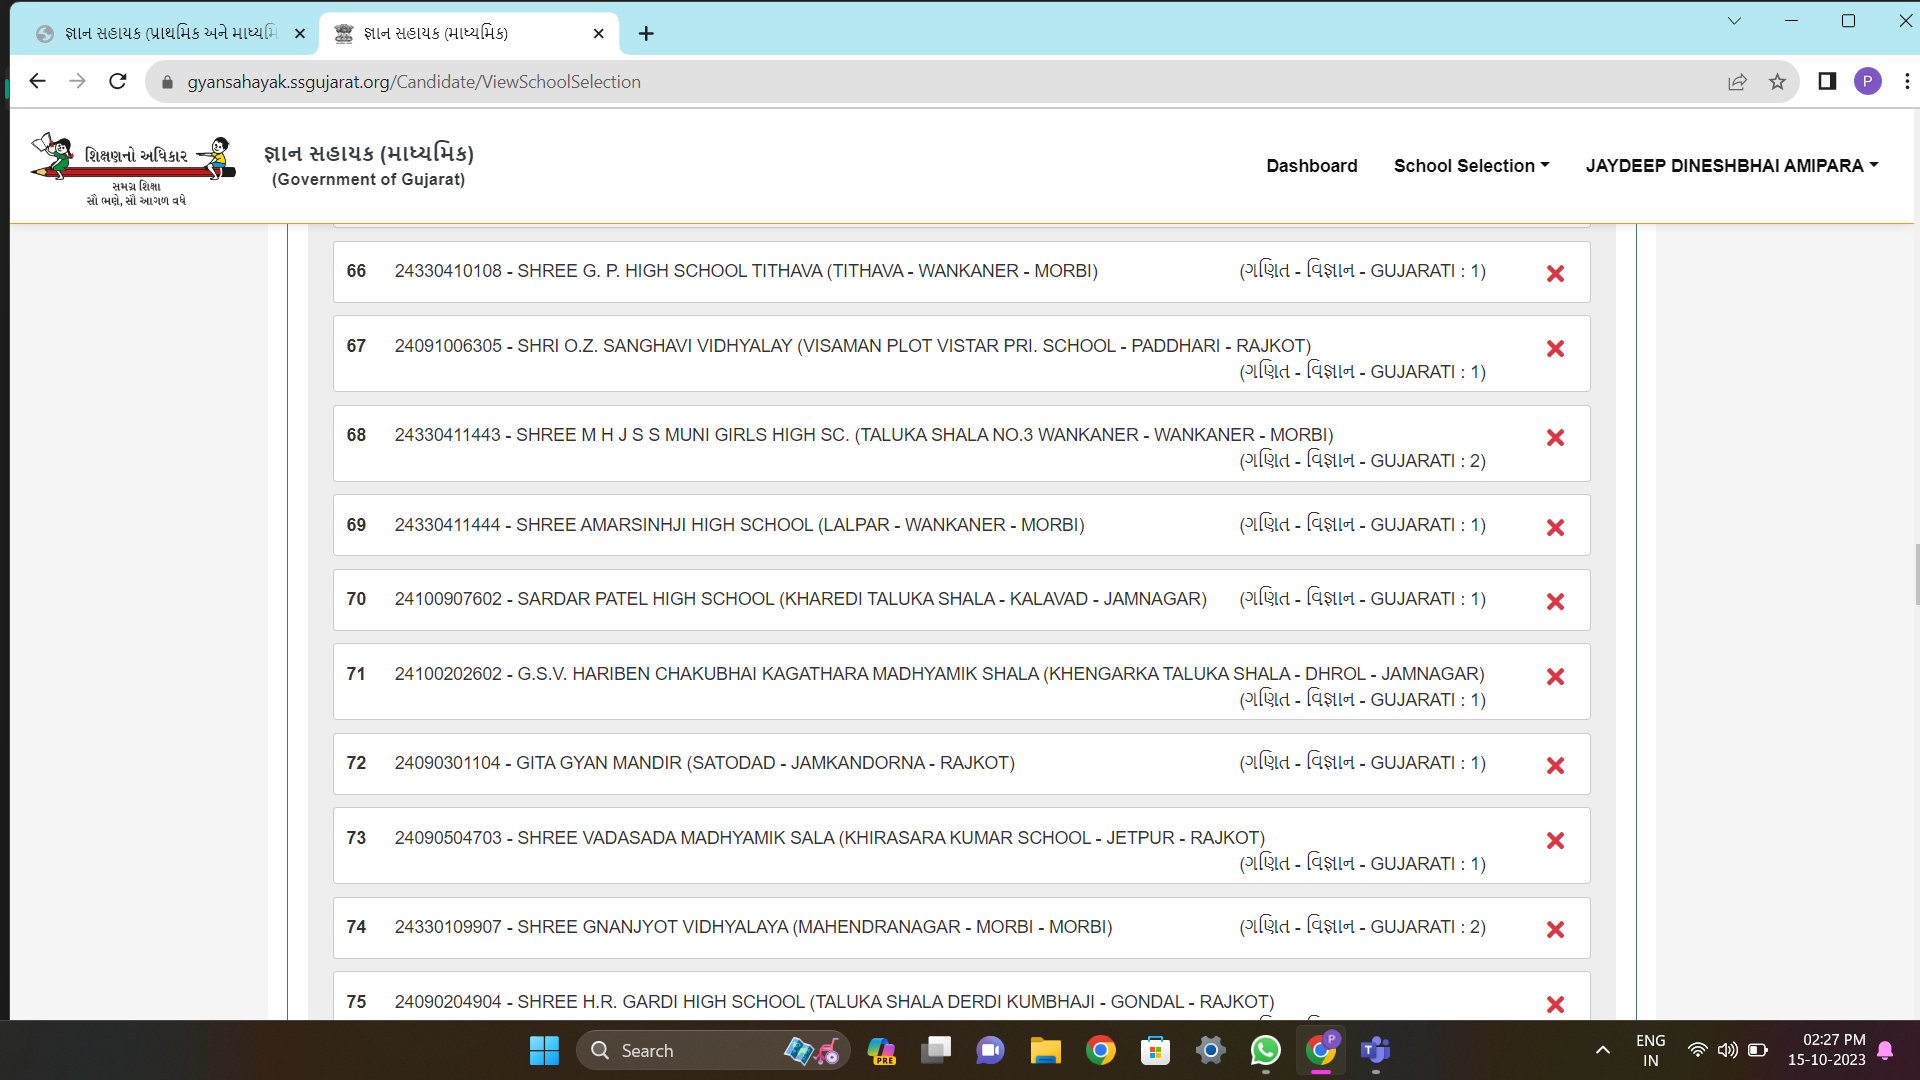 જ્ઞાન સહાયક (પ્રાથમિક અને માધ્યમિ
જ્ઞાન સહાયક (માધ્યમિક)
gyansahayak.ssgujarat.org/Candidate/ViewSchoolSelection
P
શિક્ષણનો અધિકાર
સમગ્ર શિક્ષા
સૌ ભણે, સૌ આગળ વધે
જ્ઞાન સહાયક (માધ્યમિક)
(Government of Gujarat)
Dashboard
School Selection
JAYDEEP DINESHBHAI AMIPARA
66 24330410108 - SHREE G. P. HIGH SCHOOL TITHAVA (TITHAVA - WANKANER - MORBI) (ગણિત - વિજ્ઞાન - GUJARATI : 1)
67 24091006305 - SHRI O.Z. SANGHAVI VIDHYALAY (VISAMAN PLOT VISTAR PRI. SCHOOL - PADDHARI - RAJKOT)
(ગણિત - વિજ્ઞાન - GUJARATI : 1)
68 24330411443 - SHREE M H J S S MUNI GIRLS HIGH SC. (TALUKA SHALA NO.3 WANKANER - WANKANER - MORBI)
(ગણિત - વિજ્ઞાન - GUJARATI : 2)
69 24330411444 - SHREE AMARSINHJI HIGH SCHOOL (LALPAR - WANKANER - MORBI) (ગણિત - વિજ્ઞાન - GUJARATI : 1)
70 24100907602 - SARDAR PATEL HIGH SCHOOL (KHAREDI TALUKA SHALA - KALAVAD - JAMNAGAR) (ગણિત - વિજ્ઞાન - GUJARATI : 1)
71 24100202602 - G.S.V. HARIBEN CHAKUBHAI KAGATHARA MADHYAMIK SHALA (KHENGARKA TALUKA SHALA - DHROL - JAMNAGAR)
(ગણિત - વિજ્ઞાન - GUJARATI : 1)
72 24090301104 - GITA GYAN MANDIR (SATODAD - JAMKANDORNA - RAJKOT) (ગણિત - વિજ્ઞાન - GUJARATI : 1)
73 24090504703 - SHREE VADASADA MADHYAMIK SALA (KHIRASARA KUMAR SCHOOL - JETPUR - RAJKOT)
(ગણિત - વિજ્ઞાન - GUJARATI : 1)
74 24330109907 - SHREE GNANJYOT VIDHYALAYA (MAHENDRANAGAR - MORBI - MORBI) (ગણિત - વિજ્ઞાન - GUJARATI : 2)
75 24090204904 - SHREE H.R. GARDI HIGH SCHOOL (TALUKA SHALA DERDI KUMBHAJI - GONDAL - RAJKOT)
Search
PRE
P
ENG
IN
02:27 PM
15-10-2023